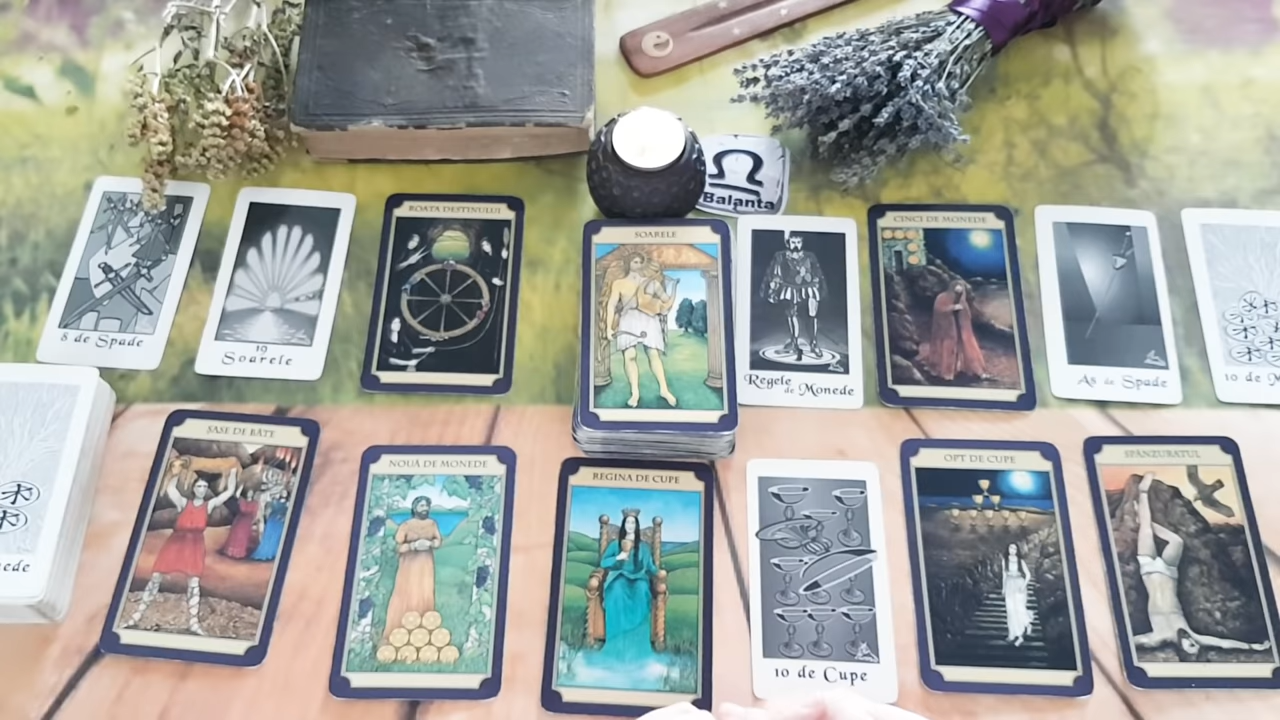 Balanta
8 de Spade
19
Soarele
ROATA DESTINULUI
SOARELE
Regele
de Monede
CINCI DE MONEDE
As de Spade
10 de M
nede
ȘASE DE BÂTE
NOUĂ DE MONEDE
REGINA DE CUPE
10 de Cupe
OPT DE CUPE
SPÂNZURATUL